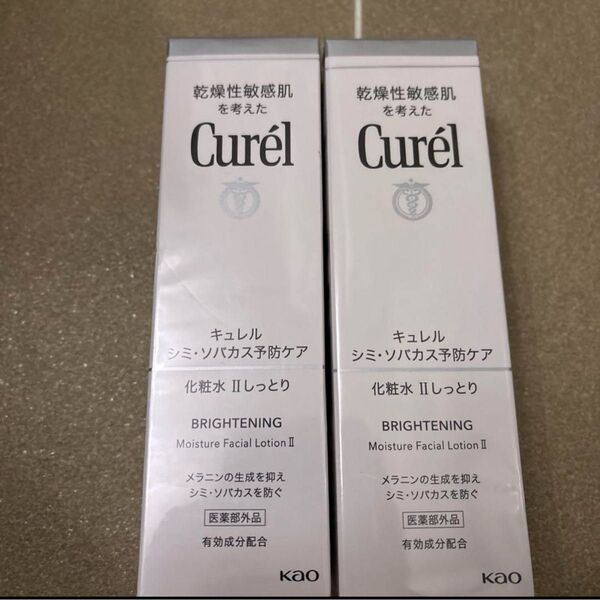 乾燥性敏感肌
を考えた
Curél
キュレル
シミ・ソバカス予防ケア
化粧水 Ⅱしっとり
BRIGHTENING
Moisture Facial Lotion Ⅱ
メラニンの生成を抑え
シミ・ソバカスを防ぐ
医薬部外品
有効成分配合
Kao
乾燥性敏感肌
を考えた
Curél
キュレル
シミ・ソバカス予防ケア
化粧水 Ⅱしっとり
BRIGHTENING
Moisture Facial Lotion Ⅱ
メラニンの生成を抑え
シミ・ソバカスを防ぐ
医薬部外品
有効成分配合
Kao